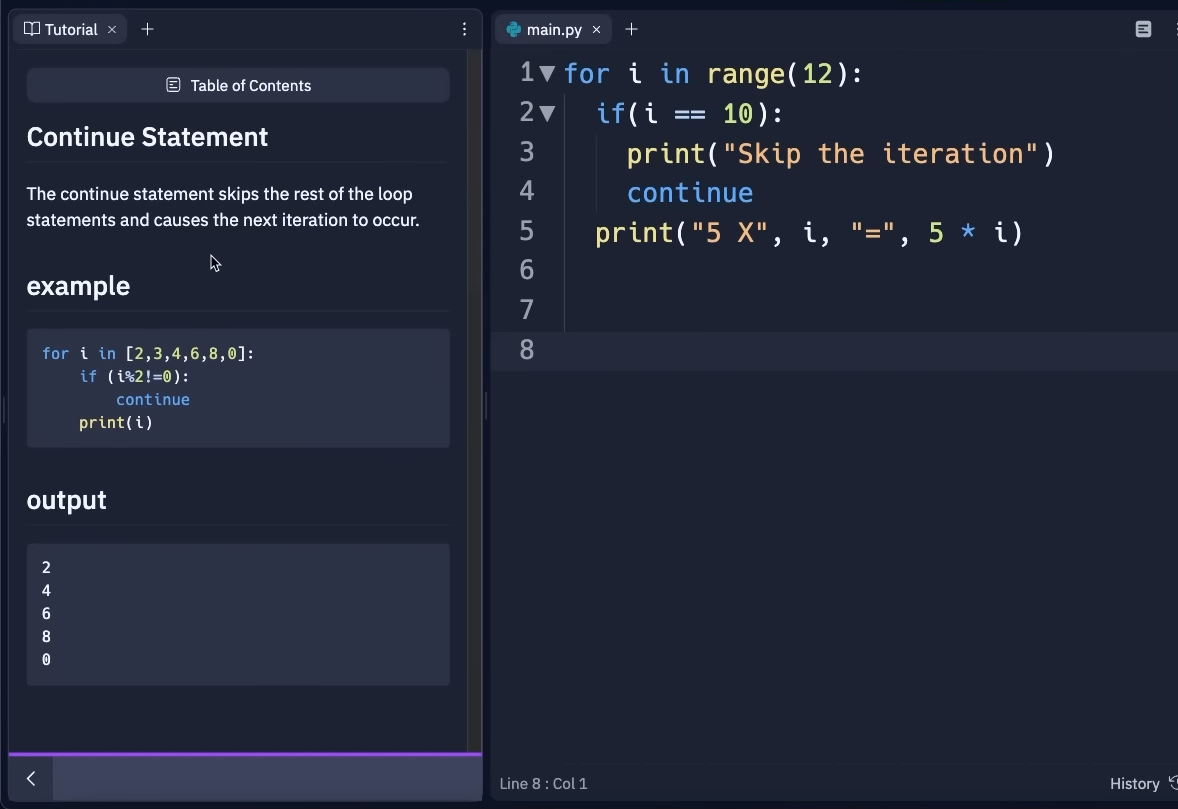 Tutorial
Table of Contents
Continue Statement
The continue statement skips the rest of the loop
statements and causes the next iteration to occur.
example
for i in [2,3,4,6,8,0]:
    if (i%2!=0):
        continue
    print(i)
output
2
4
6
8
0
main.py
1 for i in range(12):
2   if(i == 10):
3     print("Skip the iteration")
4     continue
5   print("5 X", i, "=", 5 * i)
6
7
8
Line 8 : Col 1
History